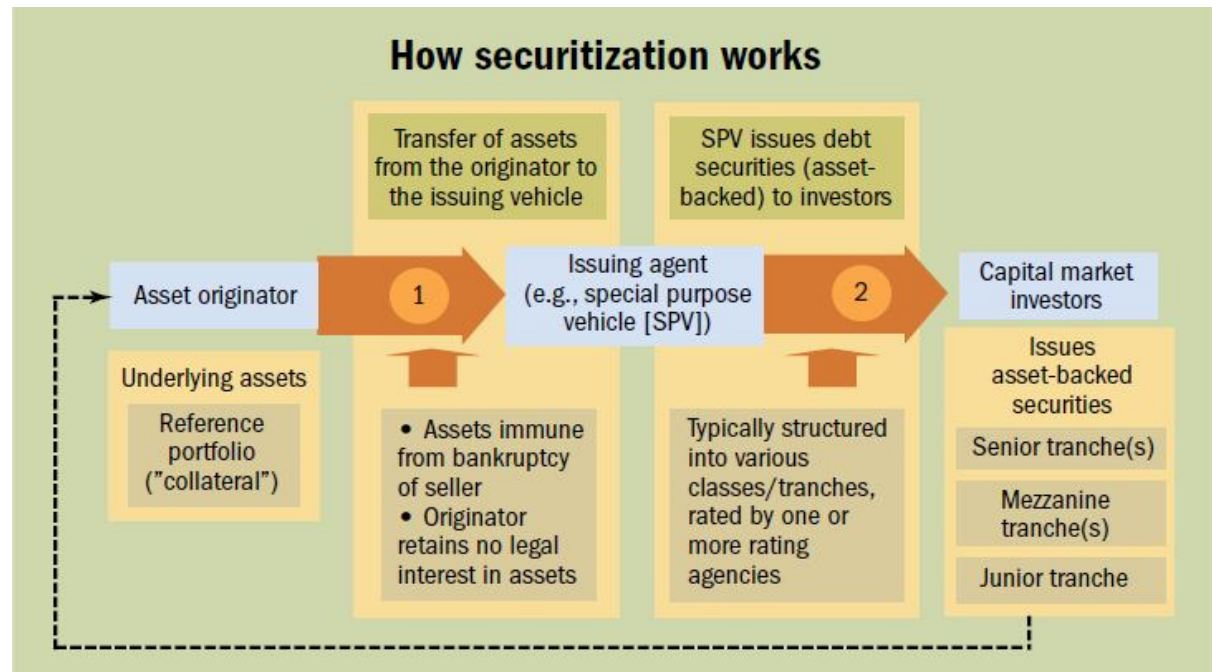 How securitization works
Transfer of assets
from the originator to
the issuing vehicle
SPV issues debt
securities (asset-
backed) to investors
Asset originator
1
Issuing agent
(e.g., special purpose
vehicle [SPV])
2
Capital market
investors
Underlying assets
Reference
portfolio
(”collateral”)
• Assets immune
from bankruptcy
of seller
• Originator
retains no legal
interest in assets
Typically structured
into various
classes/tranches,
rated by one or
more rating
agencies
Issues
asset-backed
securities
Senior tranche(s)
Mezzanine
tranche(s)
Junior tranche